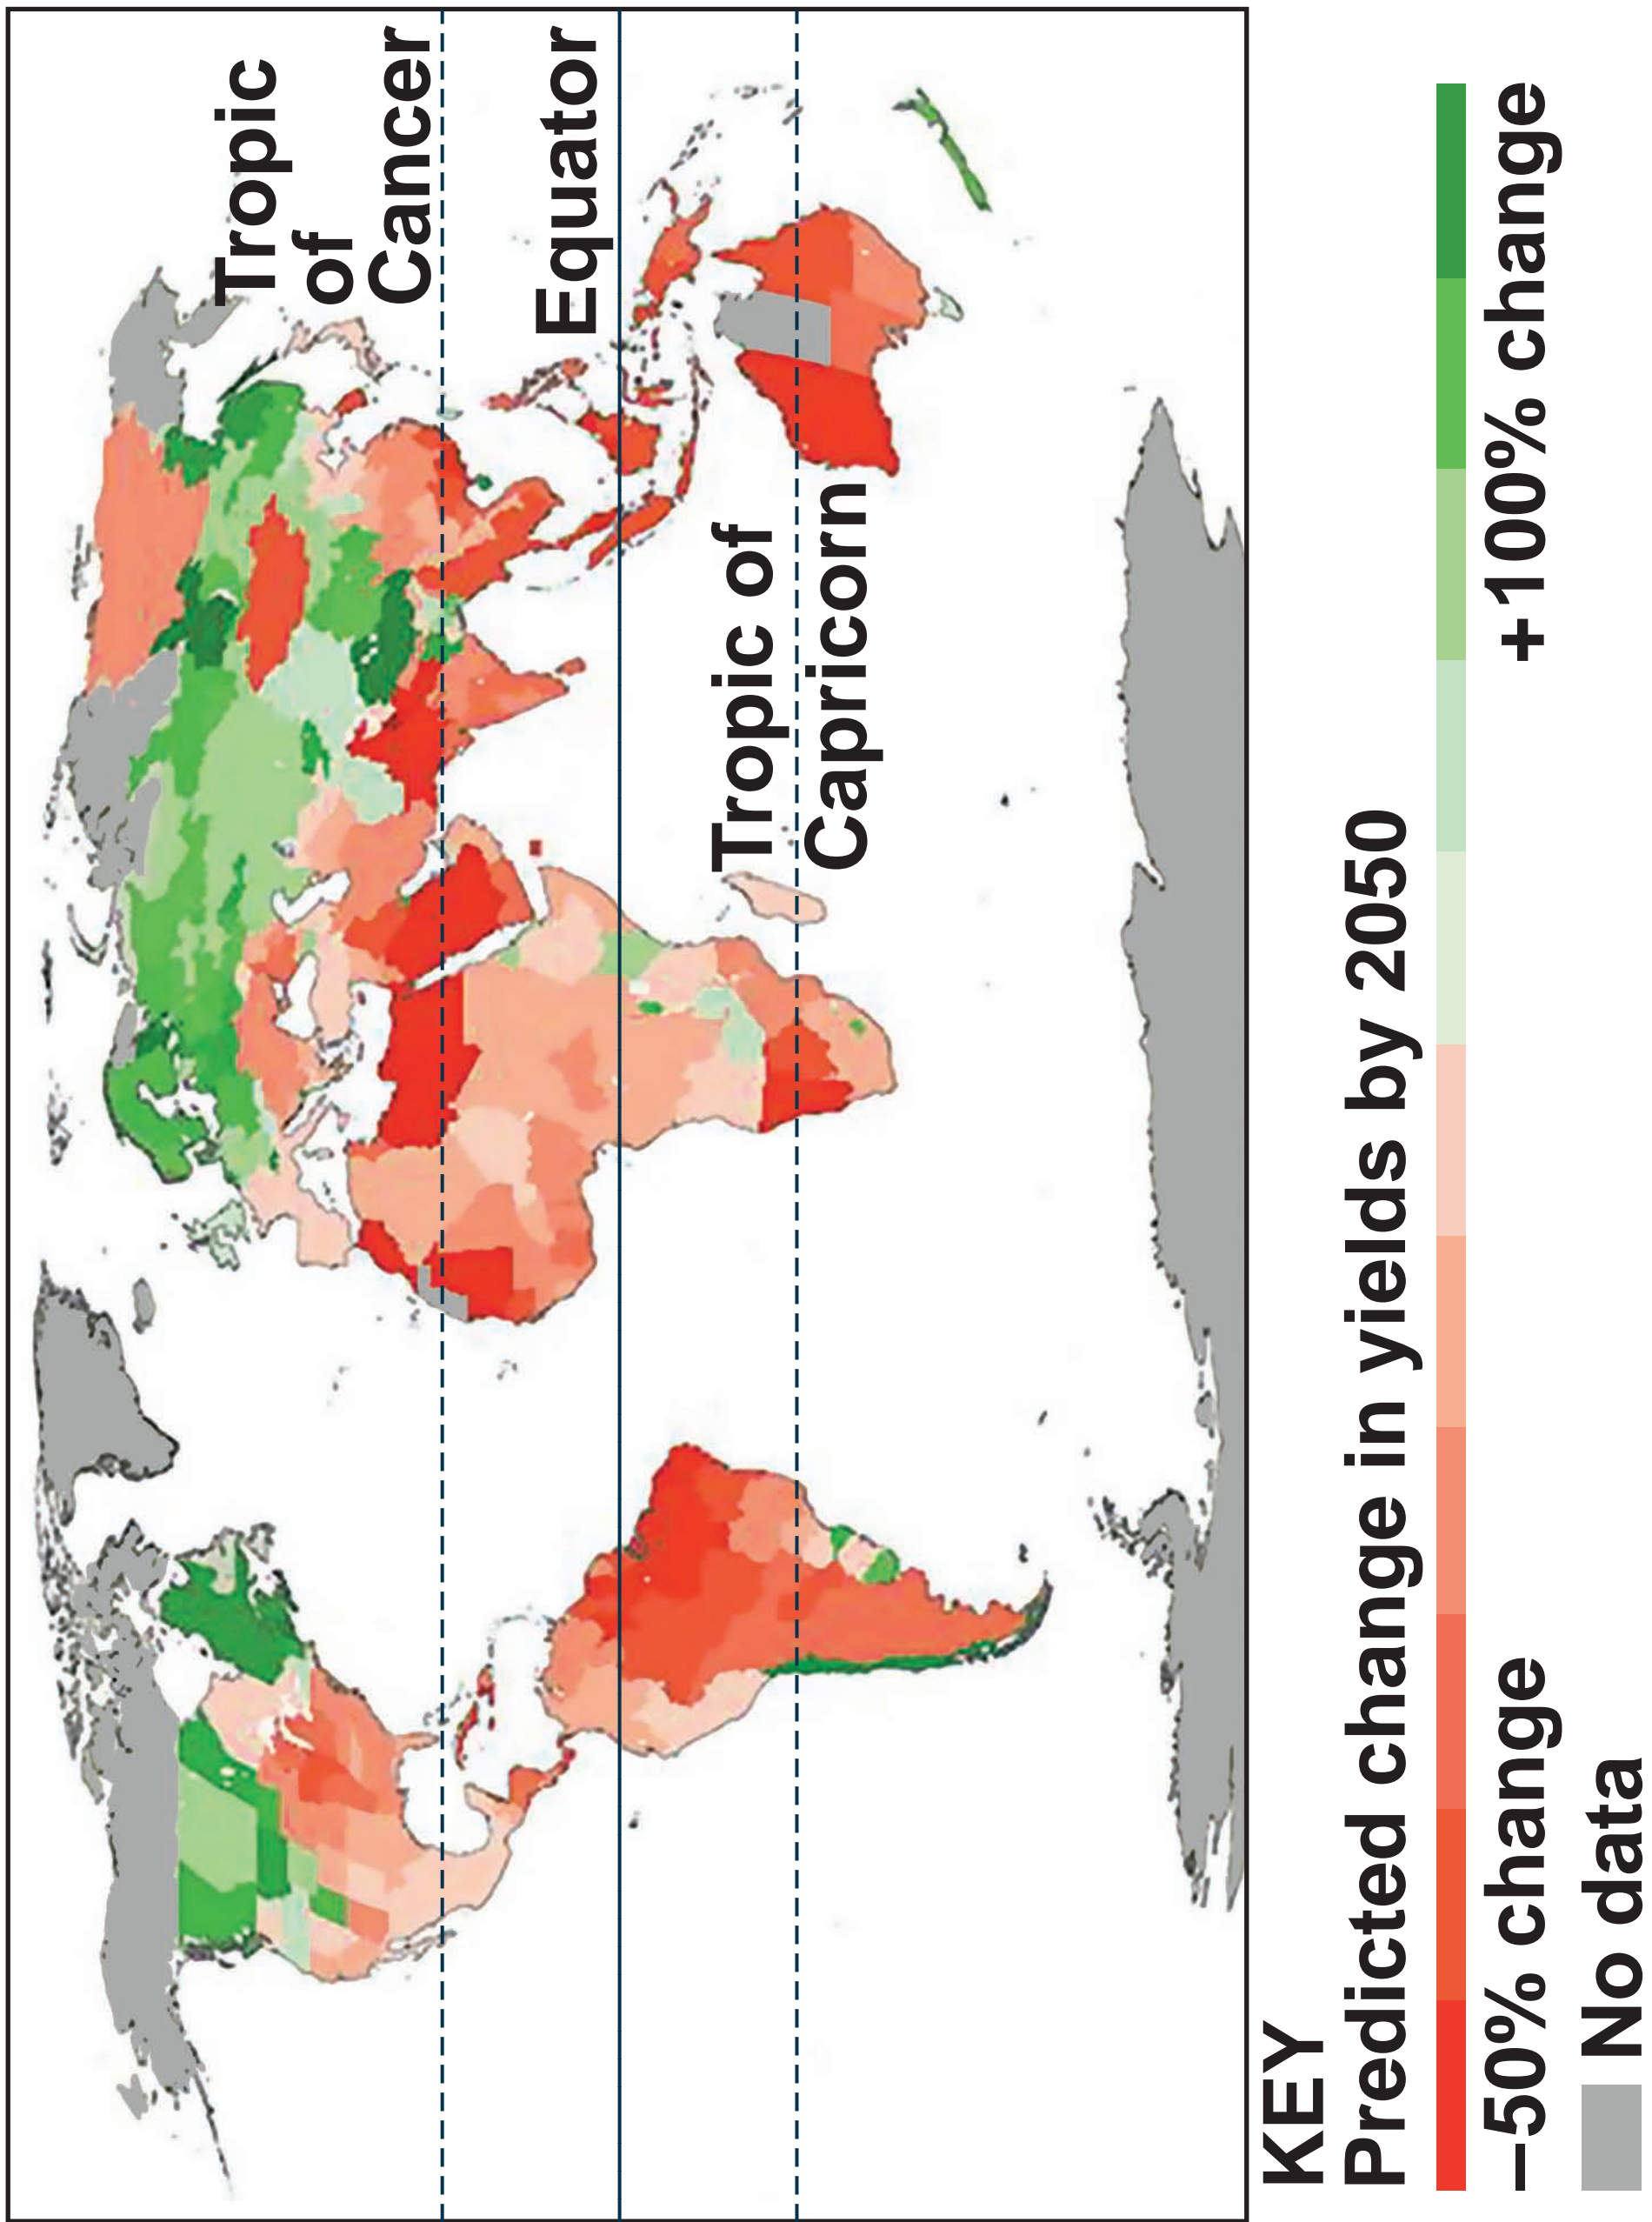 Tropic
of
Cancer
Equator
Tropic of
Capricorn
KEY
Predicted change in yields by 2050
–50% change
+100% change
No data